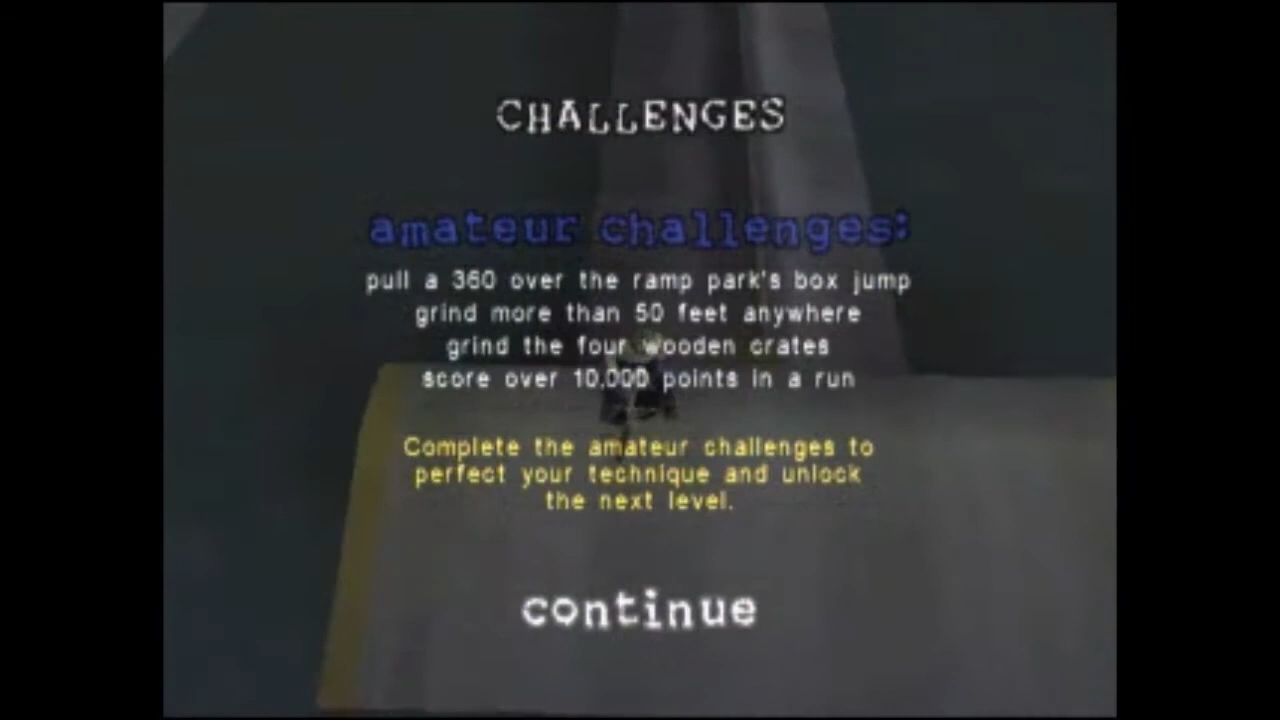 CHALLENGES
amateur challenges:
pull a 360 over the ramp park's box jump
grind more than 50 feet anywhere
grind the four wooden crates
score over 10,000 points in a run
Complete the amateur challenges to
perfect your technique and unlock
the next level.
continue